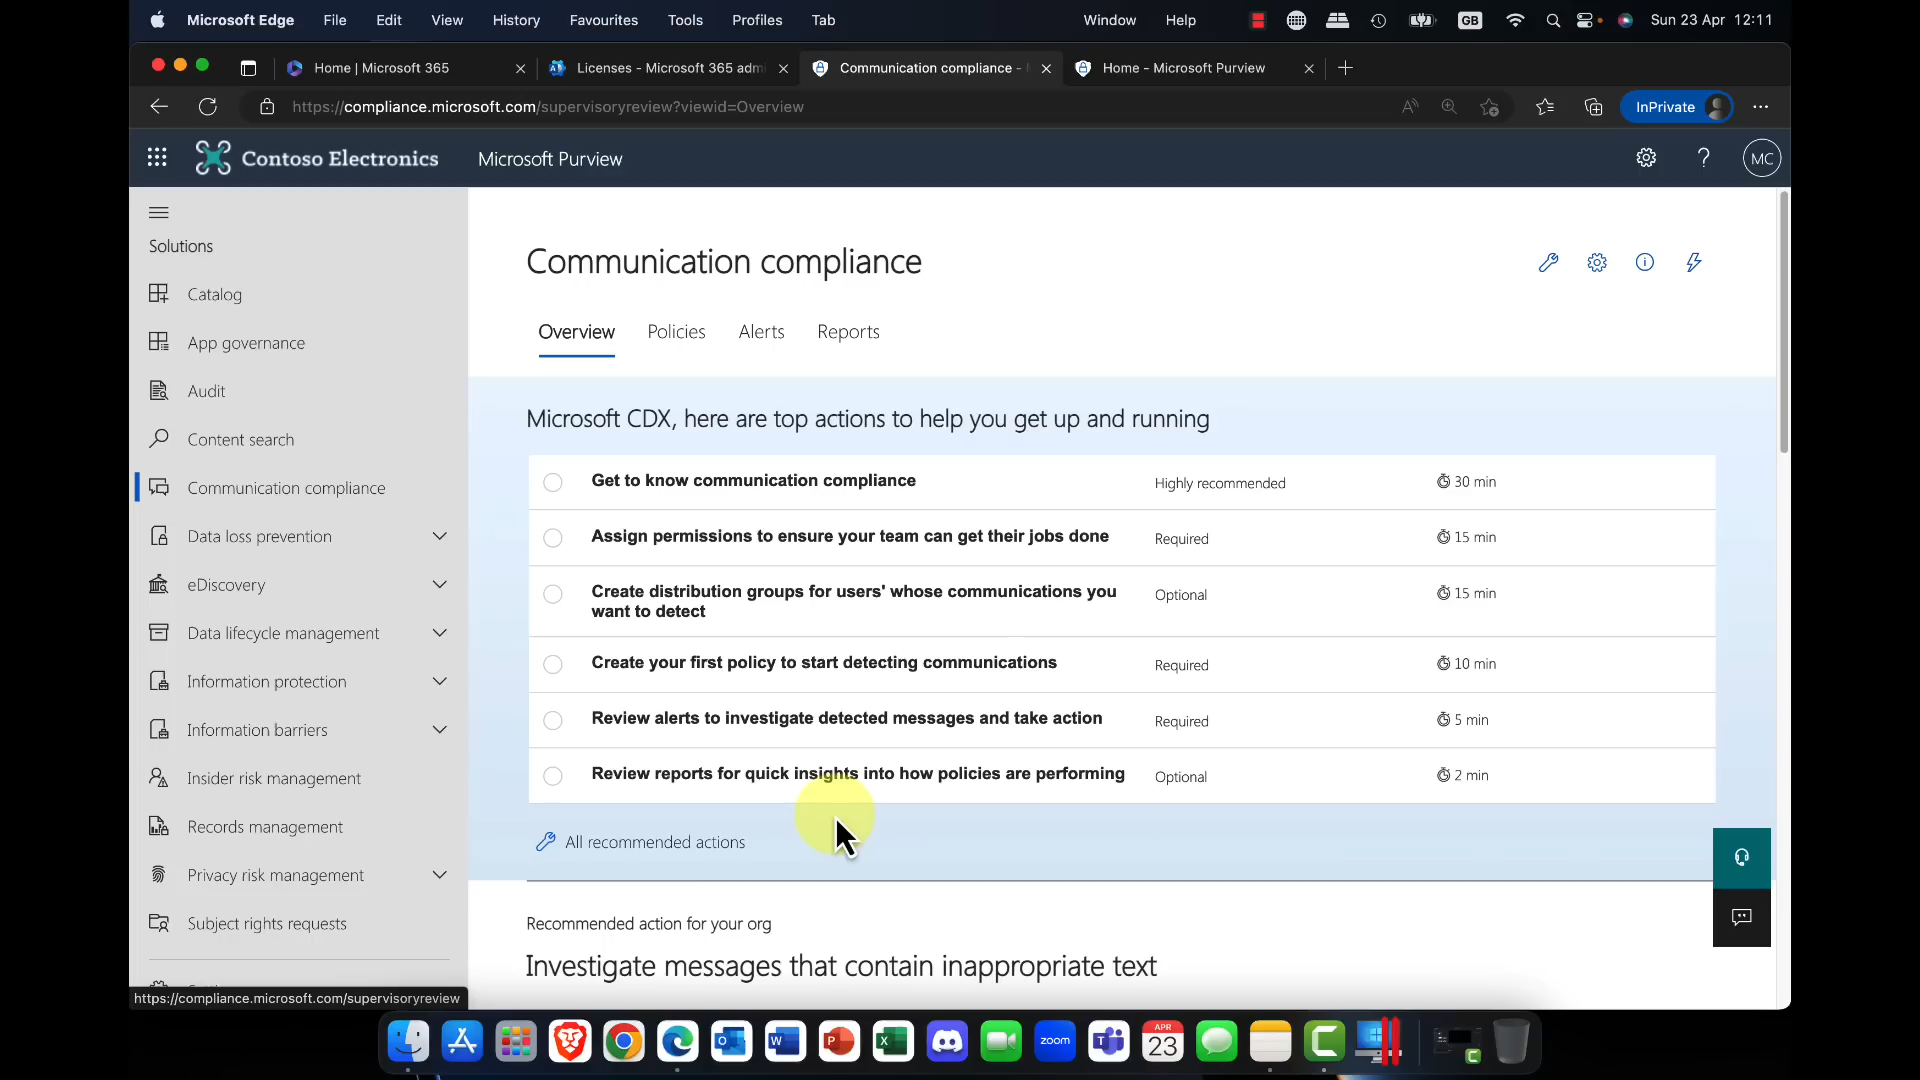 Microsoft Edge File Edit View History Favourites Tools Profiles Tab Window Help GB Sun 23 Apr 12:11
Home | Microsoft 365 Licenses - Microsoft 365 adm Communication compliance - Home - Microsoft Purview
https://compliance.microsoft.com/supervisoryreview?viewid=Overview InPrivate
Contoso Electronics Microsoft Purview MC
Solutions
Catalog
App governance
Audit
Content search
Communication compliance
Data loss prevention
eDiscovery
Data lifecycle management
Information protection
Information barriers
Insider risk management
Records management
Privacy risk management
Subject rights requests
https://compliance.microsoft.com/supervisoryreview
Communication compliance
Overview Policies Alerts Reports
Microsoft CDX, here are top actions to help you get up and running
Get to know communication compliance Highly recommended 30 min
Assign permissions to ensure your team can get their jobs done Required 15 min
Create distribution groups for users' whose communications you Optional 15 min
want to detect
Create your first policy to start detecting communications Required 10 min
Review alerts to investigate detected messages and take action Required 5 min
Review reports for quick insights into how policies are performing Optional 2 min
All recommended actions
Recommended action for your org
Investigate messages that contain inappropriate text
zoom APR
23